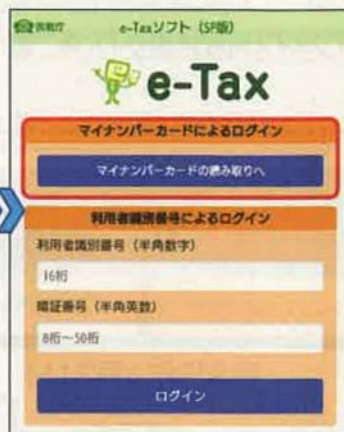 国税庁 e-Taxソフト（SP版）
e-Tax
マイナンバーカードによるログイン
マイナンバーカードの読み取りへ
利用者識別番号によるログイン
利用者識別番号（半角数字）
16桁
暗証番号（半角英数）
8桁～50桁
ログイン